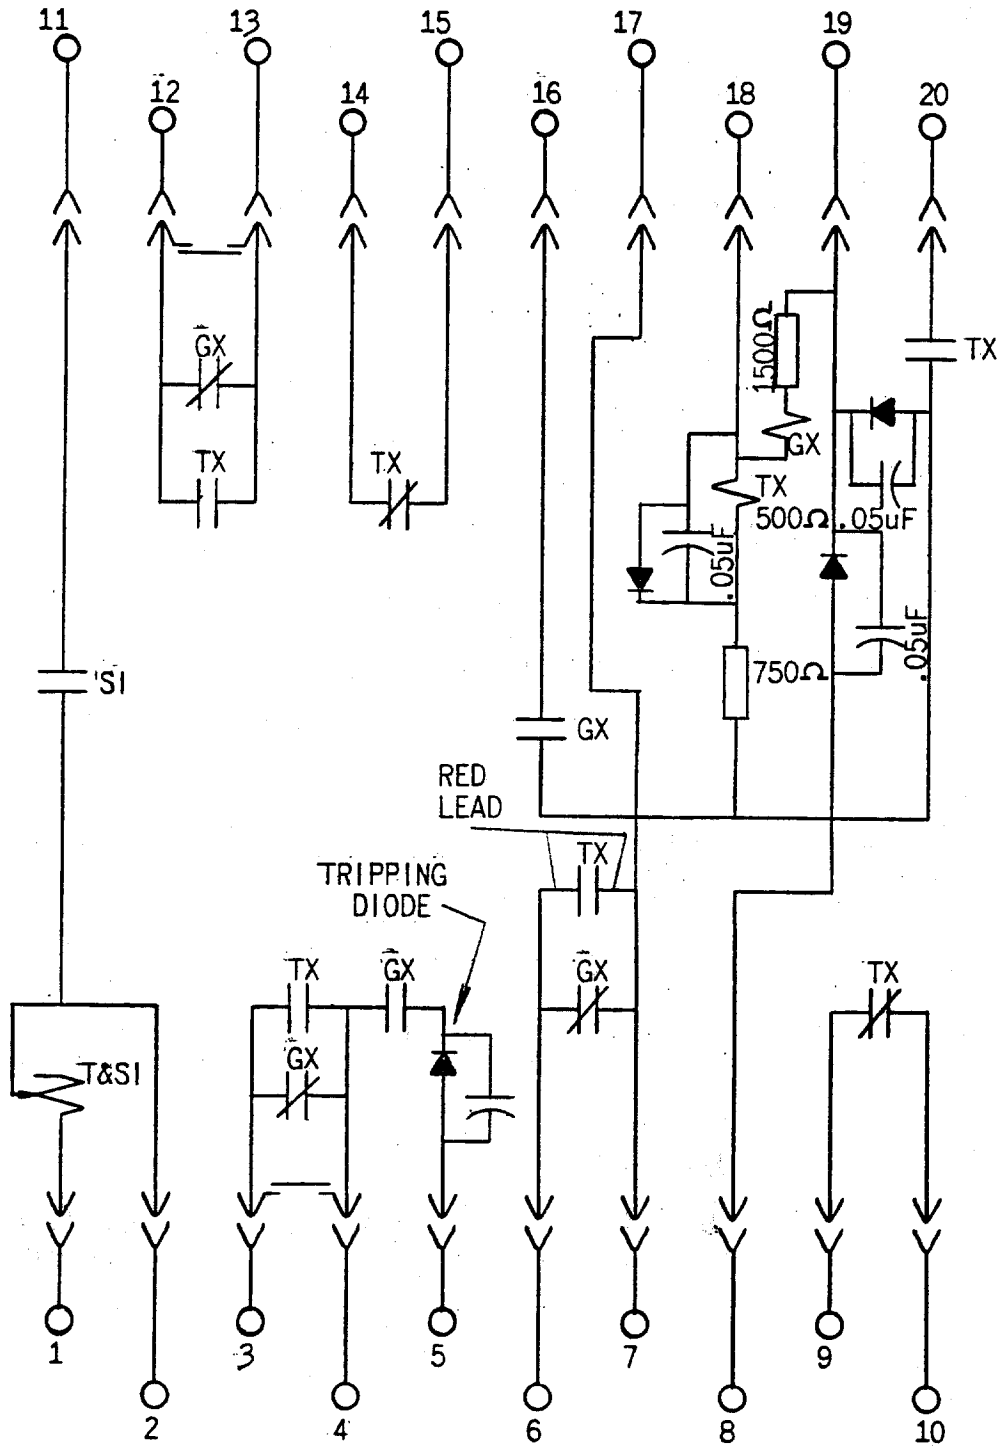 11
13
15
17
19
12
14
16
18
20
1500Ω
TX
GX
GX
TX
TX
TX
500Ω
.05uF
.05uF
.05uF
750Ω
'SI
GX
RED
LEAD
TX
TRIPPING
DIODE
TX
GX
GX
TX
GX
T&SI
1
3
5
7
9
2
4
6
8
10